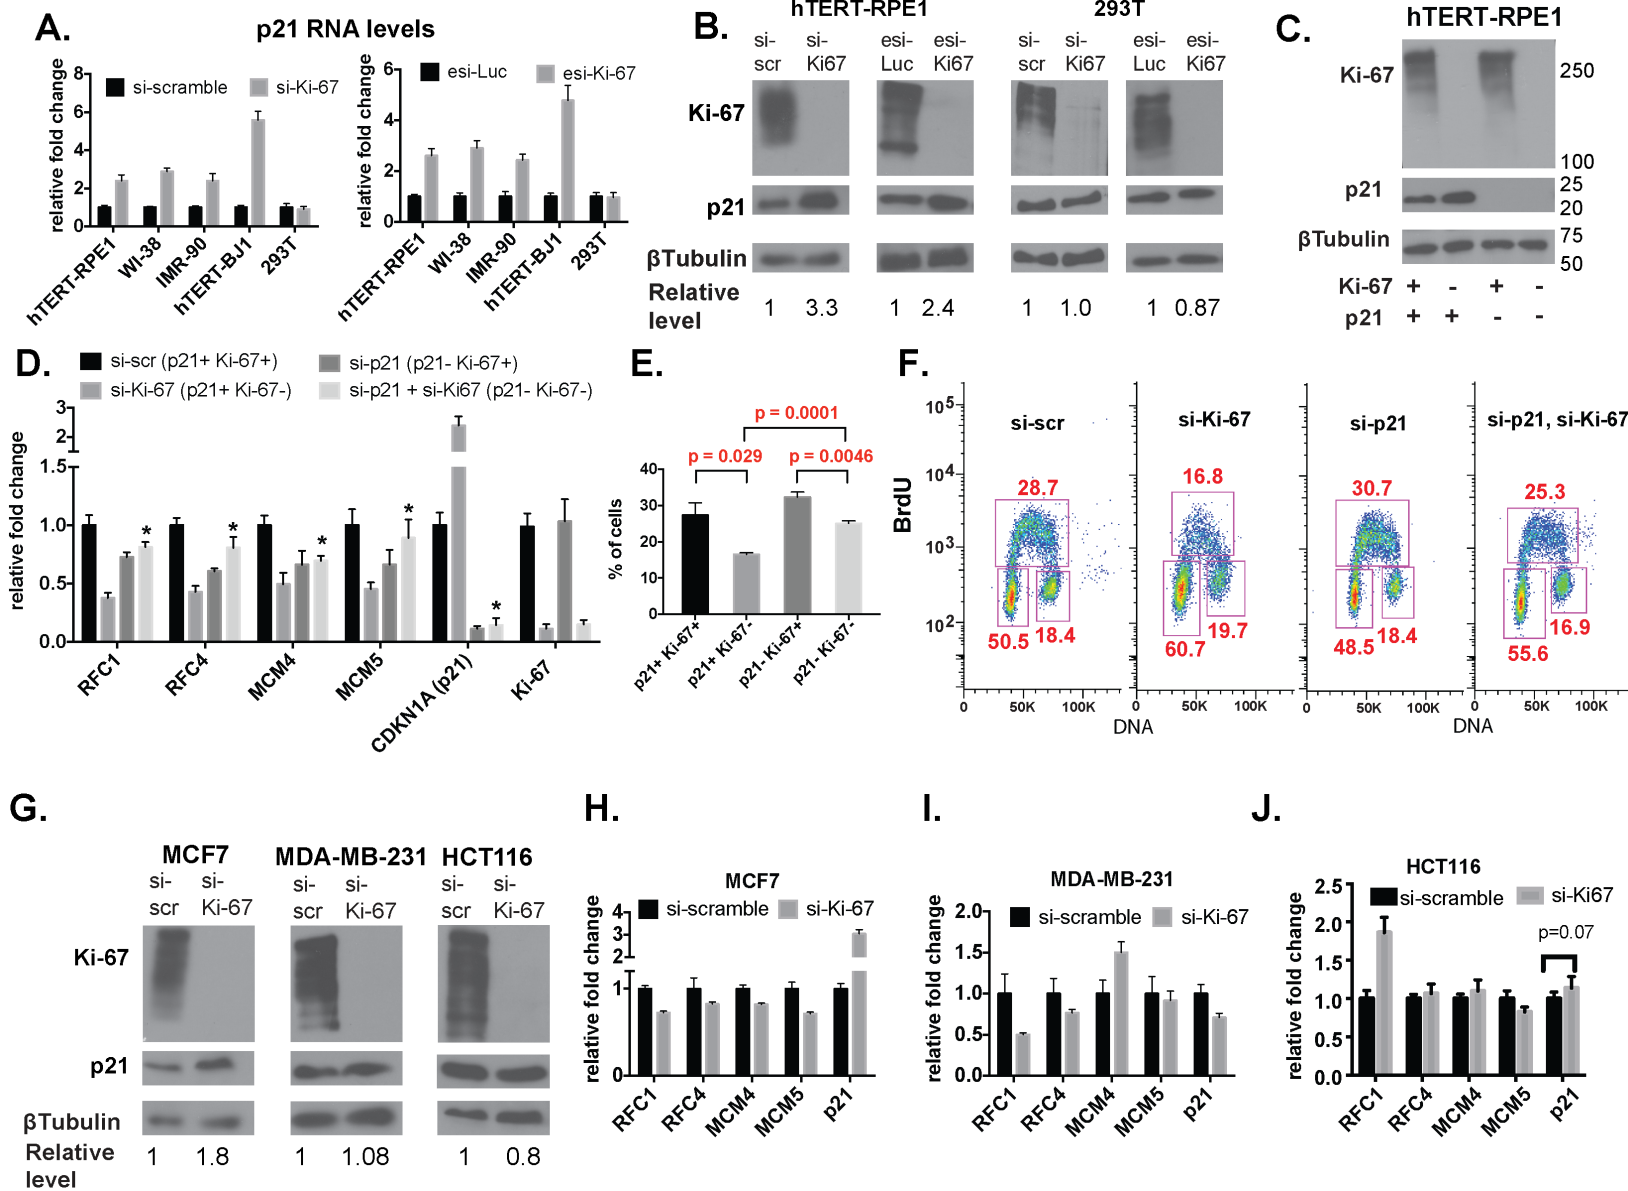 A.
p21 RNA levels
relative fold change
8
6
4
2
0
si-scramble si-Ki-67
hTERT-RPE1
WI-38
IMR-90
hTERT-BJ1
293T
relative fold change
6
4
2
0
esi-Luc esi-Ki-67
hTERT-RPE1
WI-38
IMR-90
hTERT-BJ1
293T
B.
hTERT-RPE1 293T
si- si- esi- esi- si- si- esi- esi-
scr Ki67 Luc Ki67 scr Ki67 Luc Ki67
Ki-67
p21
βTubulin
Relative
level
1 3.3 1 2.4 1 1.0 1 0.87
C.
hTERT-RPE1
Ki-67
250
100
p21
25
20
βTubulin
75
50
Ki-67 + - + -
p21 + + - -
D.
si-scr (p21+ Ki-67+) si-p21 (p21- Ki-67+)
si-Ki-67 (p21+ Ki-67-) si-p21 + si-Ki67 (p21- Ki-67-)
relative fold change
3
2
1.5
1.0
0.5
0.0
* * * * *
RFC1
RFC4
MCM4
MCM5
CDKN1A (p21)
Ki-67
E.
p = 0.0001
p = 0.029 p = 0.0046
% of cells
40
30
20
10
0
p21+ Ki-67+
p21+ Ki-67-
p21- Ki-67+
p21- Ki-67-
F.
BrdU
10⁵
10⁴
10³
10²
si-scr si-Ki-67 si-p21 si-p21, si-Ki-67
28.7 16.8 30.7 25.3
50.5 18.4 60.7 19.7 48.5 18.4 55.6 16.9
0 50K 100K 0 50K 100K 0 50K 100K 0 50K 100K
DNA DNA
G.
MCF7 MDA-MB-231 HCT116
si- si- si- si- si- si-
scr Ki-67 scr Ki-67 scr Ki-67
Ki-67
p21
βTubulin
Relative
level
1 1.8 1 1.08 1 0.8
H.
MCF7
si-scramble si-Ki-67
relative fold change
4
3
2
1
0
RFC1
RFC4
MCM4
MCM5
p21
I.
MDA-MB-231
si-scramble si-Ki-67
relative fold change
2.0
1.5
1.0
0.5
0.0
RFC1
RFC4
MCM4
MCM5
p21
J.
HCT116
si-scramble si-Ki67
p=0.07
relative fold change
2.5
2.0
1.5
1.0
0.5
0.0
RFC1
RFC4
MCM4
MCM5
p21